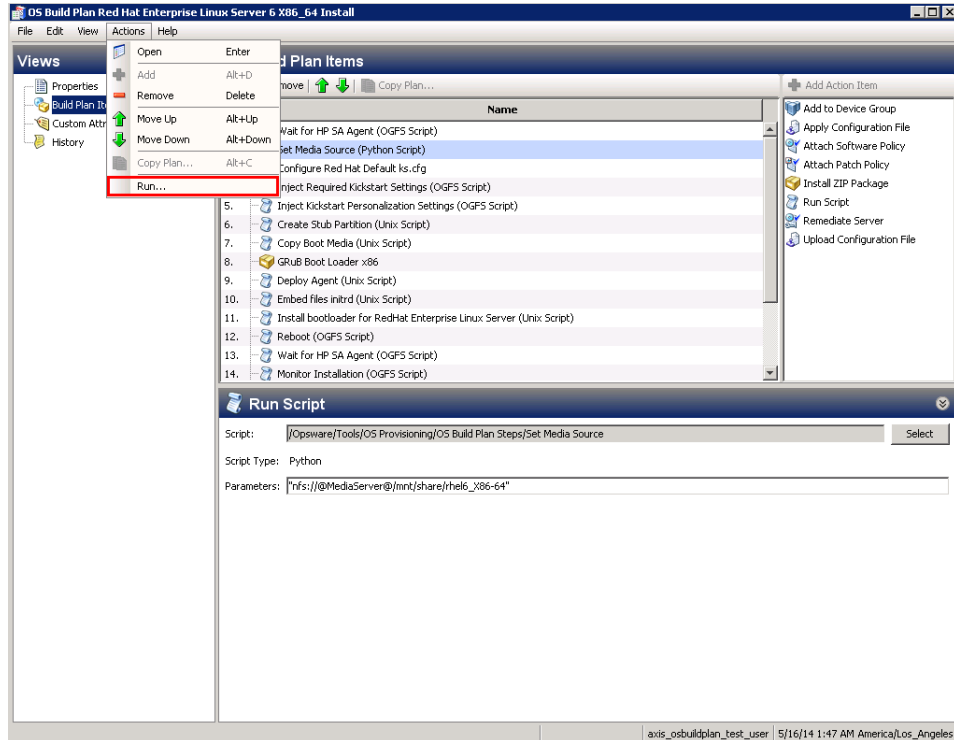 OS Build Plan Red Hat Enterprise Linux Server 6 X86_64 Install
File Edit View Actions Help
Views
Properties
Build Plan Ite
Custom Attr
History
Open Enter
Add Alt+D
Remove Delete
Move Up Alt+Up
Move Down Alt+Down
Copy Plan... Alt+C
Run...
d Plan Items
move Copy Plan...
Name
Wait for HP SA Agent (OGFS Script)
Set Media Source (Python Script)
Configure Red Hat Default ks.cfg
Inject Required Kickstart Settings (OGFS Script)
5. Inject Kickstart Personalization Settings (OGFS Script)
6. Create Stub Partition (Unix Script)
7. Copy Boot Media (Unix Script)
8. GRuB Boot Loader x86
9. Deploy Agent (Unix Script)
10. Embed files initrd (Unix Script)
11. Install bootloader for RedHat Enterprise Linux Server (Unix Script)
12. Reboot (OGFS Script)
13. Wait for HP SA Agent (OGFS Script)
14. Monitor Installation (OGFS Script)
Add Action Item
Add to Device Group
Apply Configuration File
Attach Software Policy
Attach Patch Policy
Install ZIP Package
Run Script
Remediate Server
Upload Configuration File
Run Script
Script: /Opsware/Tools/OS Provisioning/OS Build Plan Steps/Set Media Source Select
Script Type: Python
Parameters: "nfs://@MediaServer@/mnt/share/rhel6_X86-64"
axis_osbuildplan_test_user 5/16/14 1:47 AM America/Los_Angeles